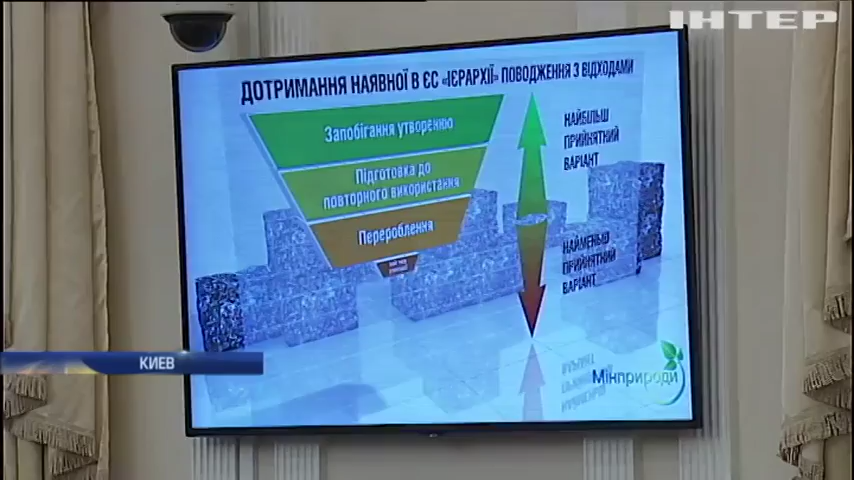 ІНТЕР
ДОТРИМАННЯ НАЯВНОЇ В ЄС «ІЄРАРХІЇ» ПОВОДЖЕННЯ З ВІДХОДАМИ
Запобігання утворенню
Підготовка до
повторного використання
Перероблення
НАЙБІЛЬШ
ПРИЙНЯТНИЙ
ВАРІАНТ
НАЙМЕНЬШ
ПРИЙНЯТНИЙ
ВАРІАНТ
КИЕВ
Мінприроди